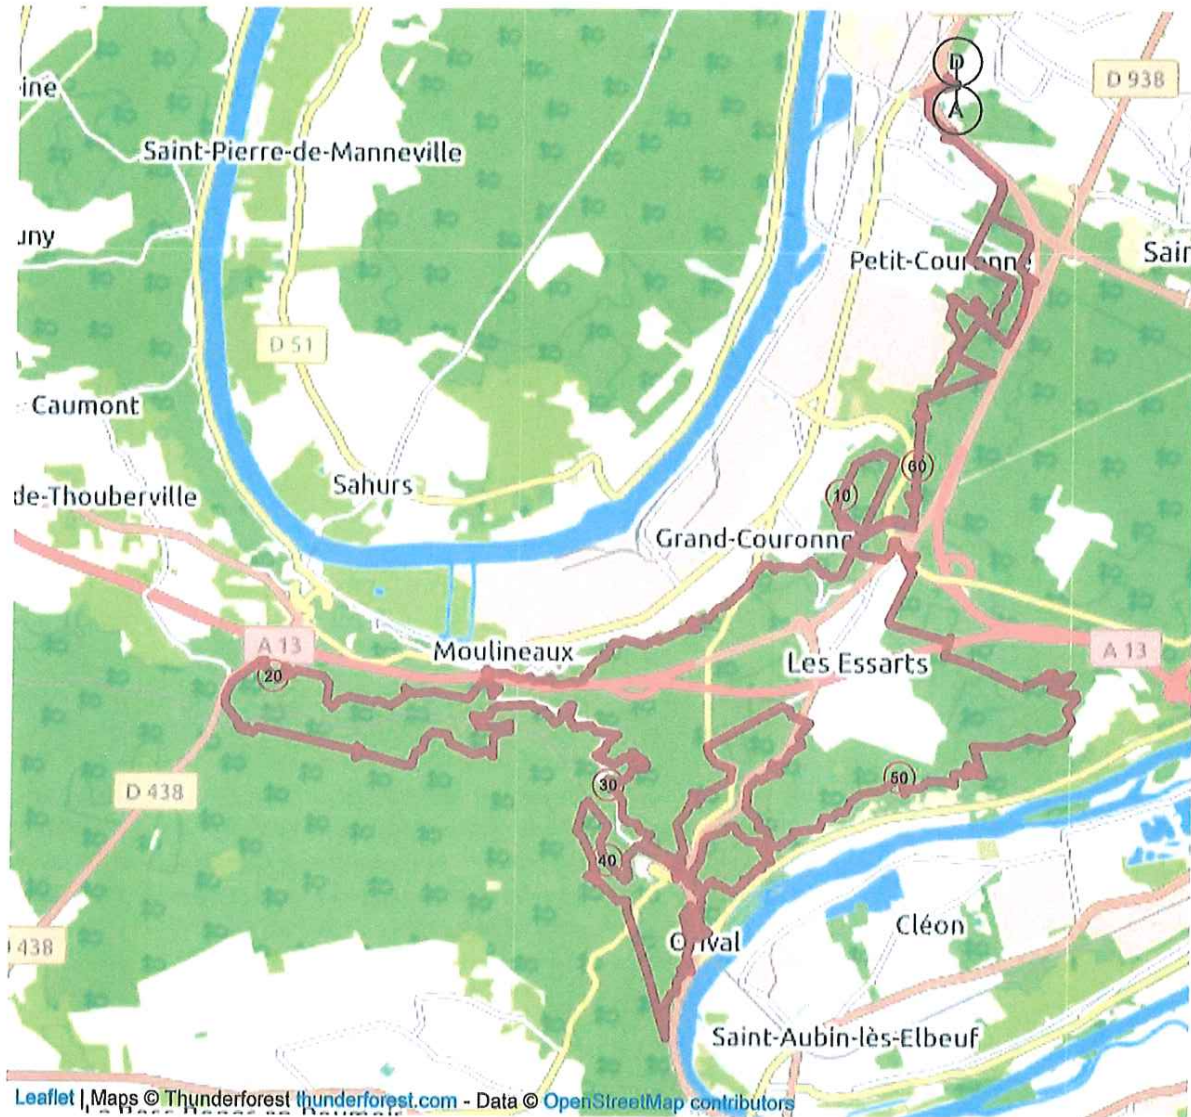 D
A
D 938
ine
Saint-Pierre-de-Manneville
uny
Petit-Couronne
Sair
D 51
Caumont
de-Thouberville
Sahurs
10
60
Grand-Couronne
A 13
Moulineaux
Les Essarts
A 13
20
D 438
30
50
40
438
Orival
Cléon
Saint-Aubin-lès-Elbeuf
Leaflet | Maps © Thunderforest thunderforest.com - Data © OpenStreetMap contributors